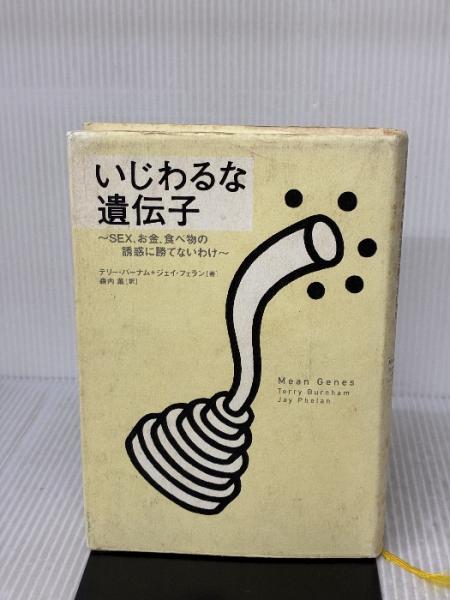 いじわるな
遺伝子
～SEX、お金、食べ物の
誘惑に勝てないわけ～
テリー・バーナム＋ジェイ・フェラン[著]
森内 薫[訳]
Mean Genes
Terry Burnham
Jay Phelan